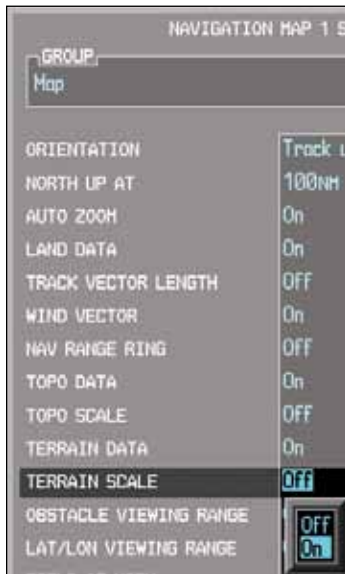 NAVIGATION MAP 1 S
GROUP
Map
ORIENTATION Track
NORTH UP AT 100NM
AUTO ZOOM On
LAND DATA On
TRACK VECTOR LENGTH Off
WIND VECTOR On
NAV RANGE RING Off
TOPO DATA On
TOPO SCALE Off
TERRAIN DATA On
TERRAIN SCALE Off
OBSTACLE VIEWING RANGE Off
LAT/LON VIEWING RANGE On